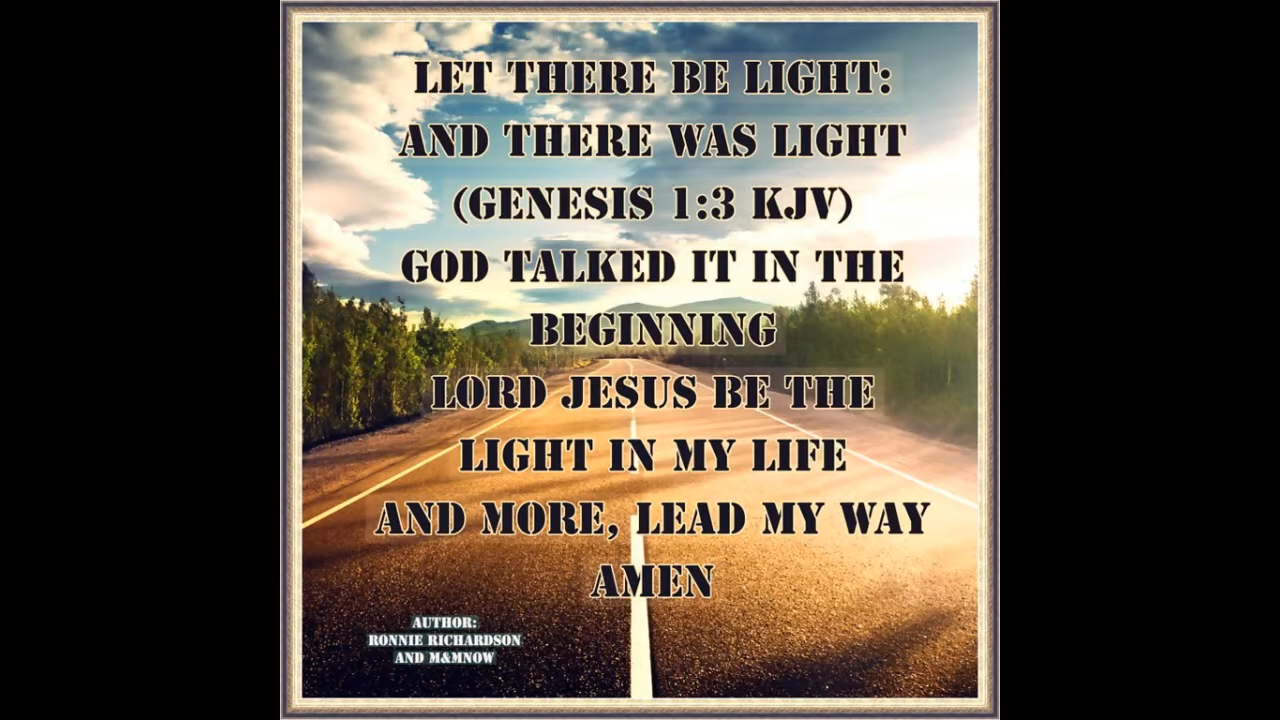 LET THERE BE LIGHT:
AND THERE WAS LIGHT
(GENESIS 1:3 KJV)
GOD TALKED IT IN THE
BEGINNING
LORD JESUS BE THE
LIGHT IN MY LIFE
AND MORE, LEAD MY WAY
AMEN
AUTHOR:
RONNIE RICHARDSON
AND M&MNOW